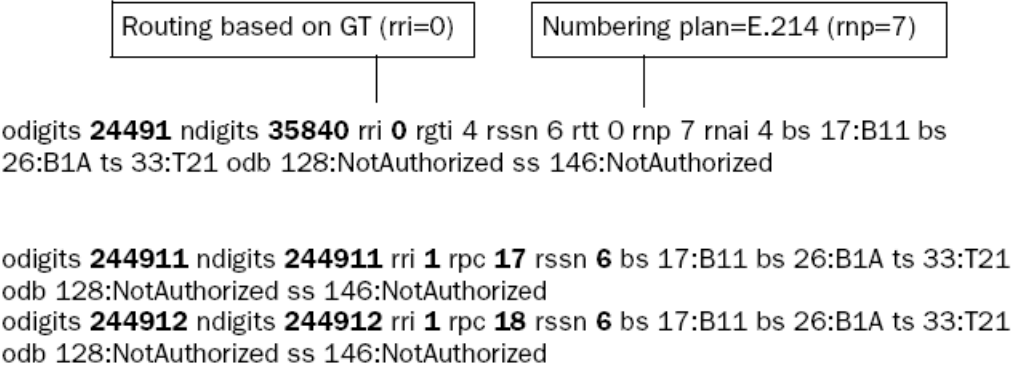 Routing based on GT (rri=0)
Numbering plan=E.214 (rnp=7)
odigits 24491 ndigits 35840 rri 0 rgti 4 rssn 6 rtt 0 rnp 7 rnai 4 bs 17:B11 bs
26:B1A ts 33:T21 odb 128:NotAuthorized ss 146:NotAuthorized
odigits 244911 ndigits 244911 rri 1 rpc 17 rssn 6 bs 17:B11 bs 26:B1A ts 33:T21
odb 128:NotAuthorized ss 146:NotAuthorized
odigits 244912 ndigits 244912 rri 1 rpc 18 rssn 6 bs 17:B11 bs 26:B1A ts 33:T21
odb 128:NotAuthorized ss 146:NotAuthorized